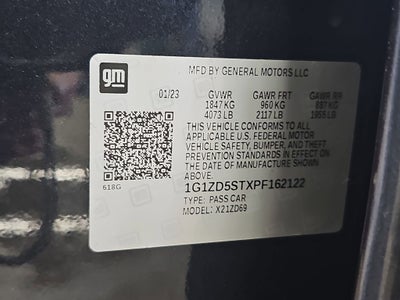 gm
MFD BY GENERAL MOTORS LLC
01/23 GVWR GAWR FRT GAWR RR
1847 KG 960 KG 887 KG
4073 LB 2117 LB 1955 LB
THIS VEHICLE CONFORMS TO ALL
APPLICABLE U.S. FEDERAL MOTOR
VEHICLE SAFETY, BUMPER, AND THEFT
PREVENTION STANDARDS IN EFFECT ON
THE DATE OF MANUFACTURE
SHOWN ABOVE.
618G
1G1ZD5STXPF162122
TYPE: PASS CAR
MODEL: X21ZD69